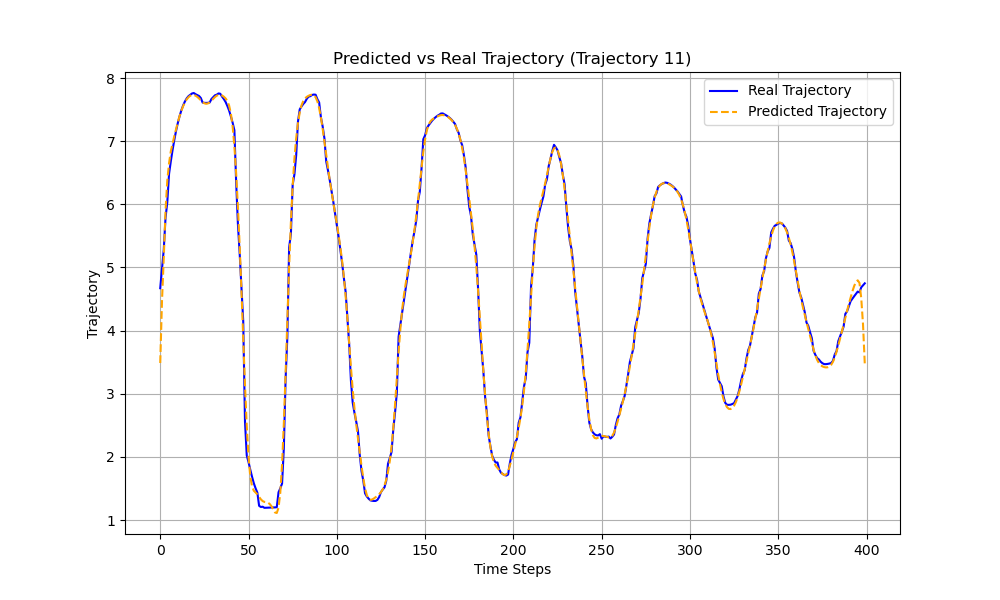 Predicted vs Real Trajectory (Trajectory 11)
Real Trajectory
Predicted Trajectory
Trajectory
8
7
6
5
4
3
2
1
0 50 100 150 200 250 300 350 400
Time Steps